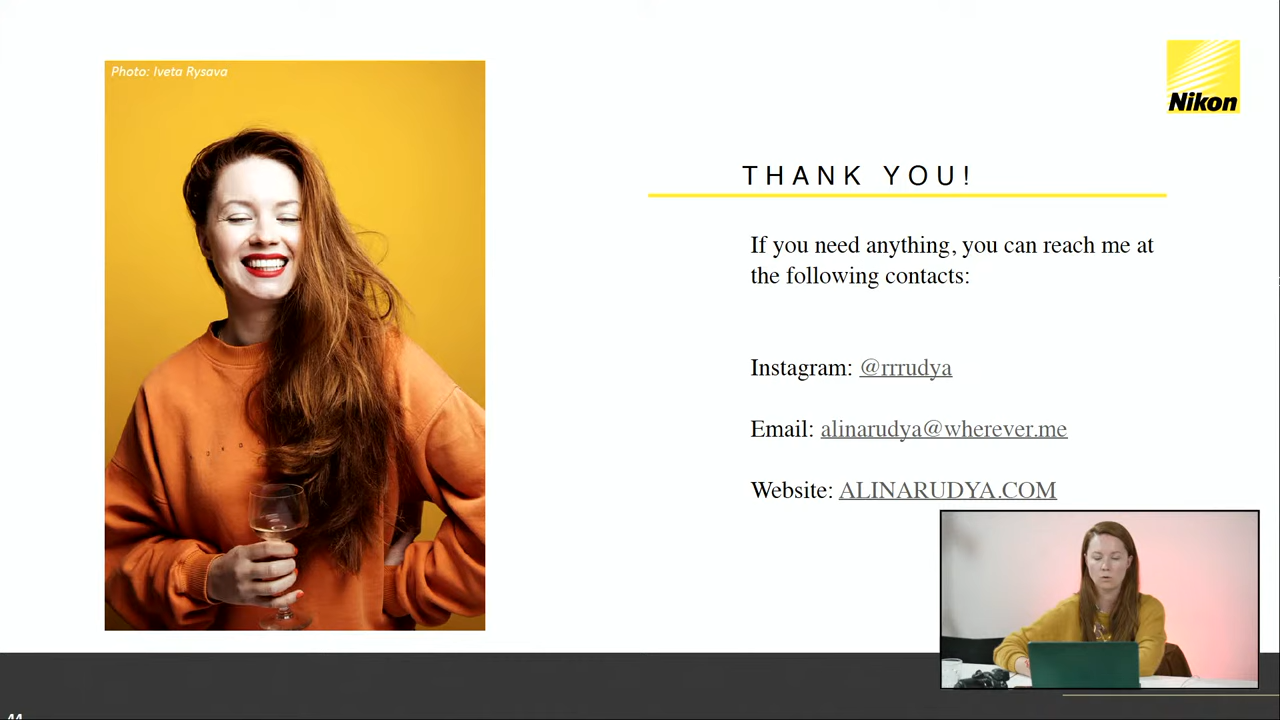 Photo: Iveta Rysava
Nikon
THANK YOU!
If you need anything, you can reach me at
the following contacts:
Instagram: @rrrudya
Email: alinarudya@wherever.me
Website: ALINARUDYA.COM